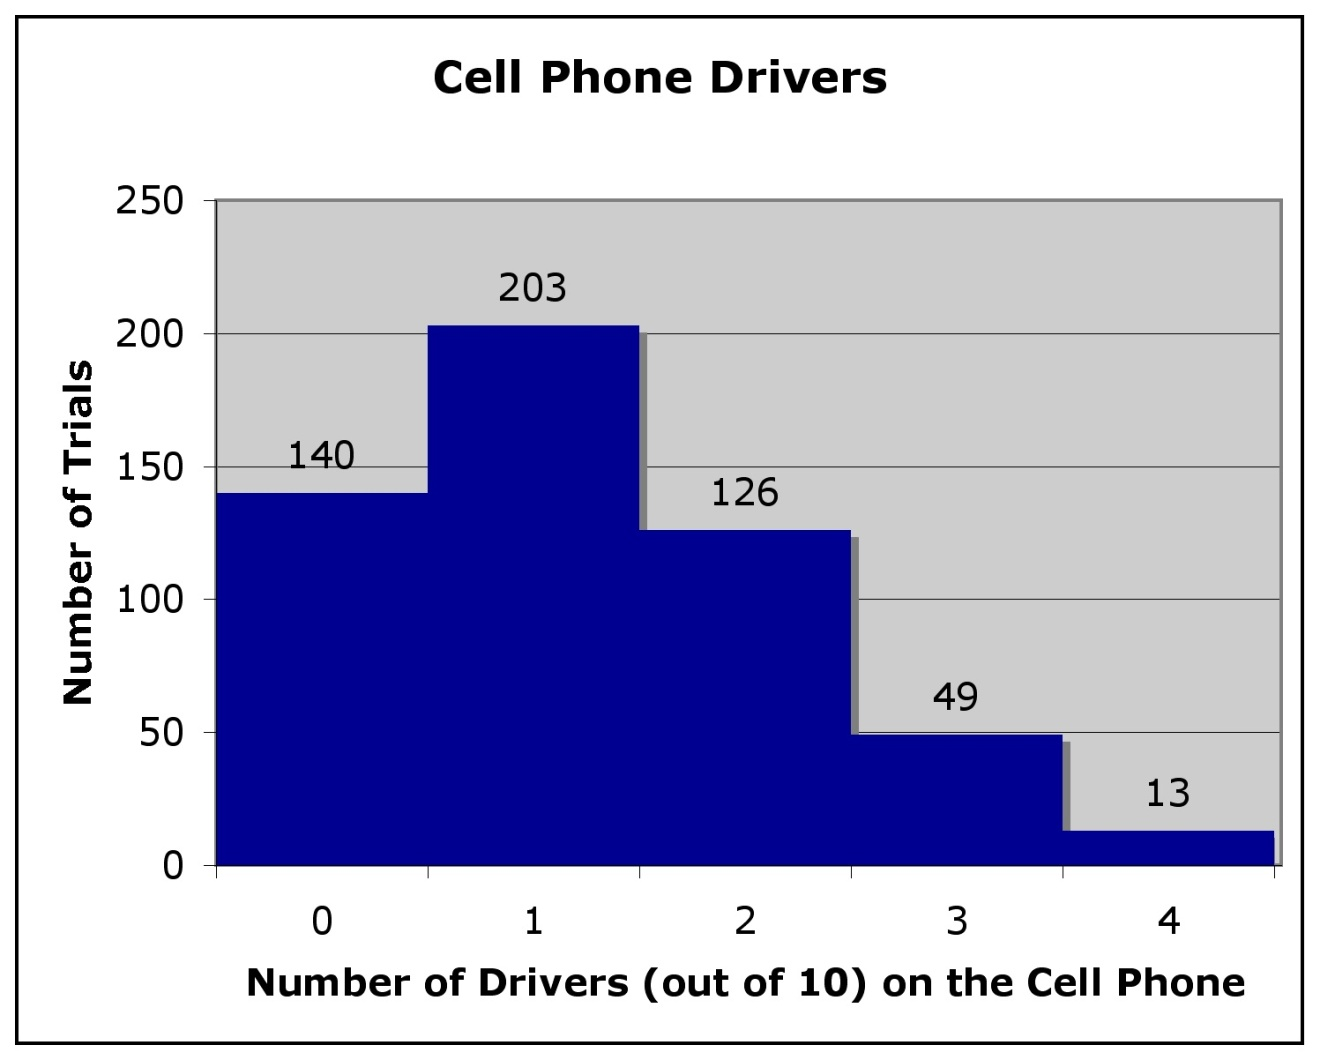 Cell Phone Drivers
250
200
150
100
50
0
Number of Trials
140
203
126
49
13
0 1 2 3 4
Number of Drivers (out of 10) on the Cell Phone